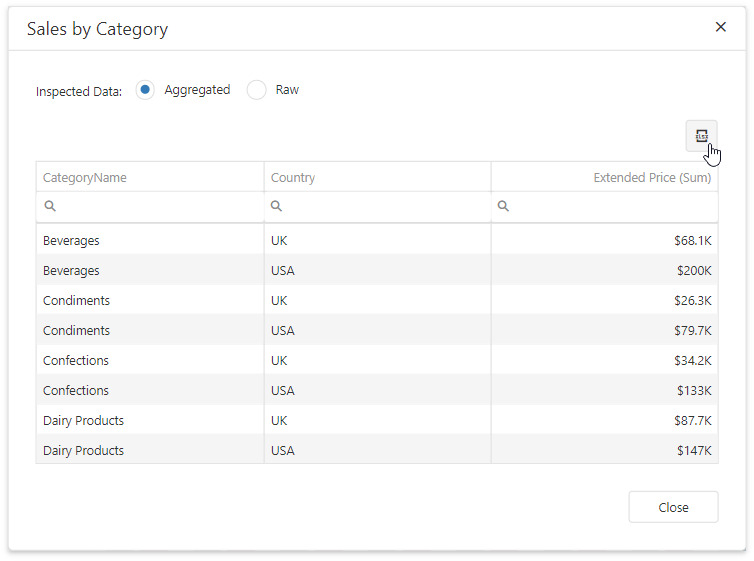 Sales by Category
Inspected Data: Aggregated Raw
XLSX
CategoryName Country Extended Price (Sum)
Beverages UK $68.1K
Beverages USA $200K
Condiments UK $26.3K
Condiments USA $79.7K
Confections UK $34.2K
Confections USA $133K
Dairy Products UK $87.7K
Dairy Products USA $147K
Close